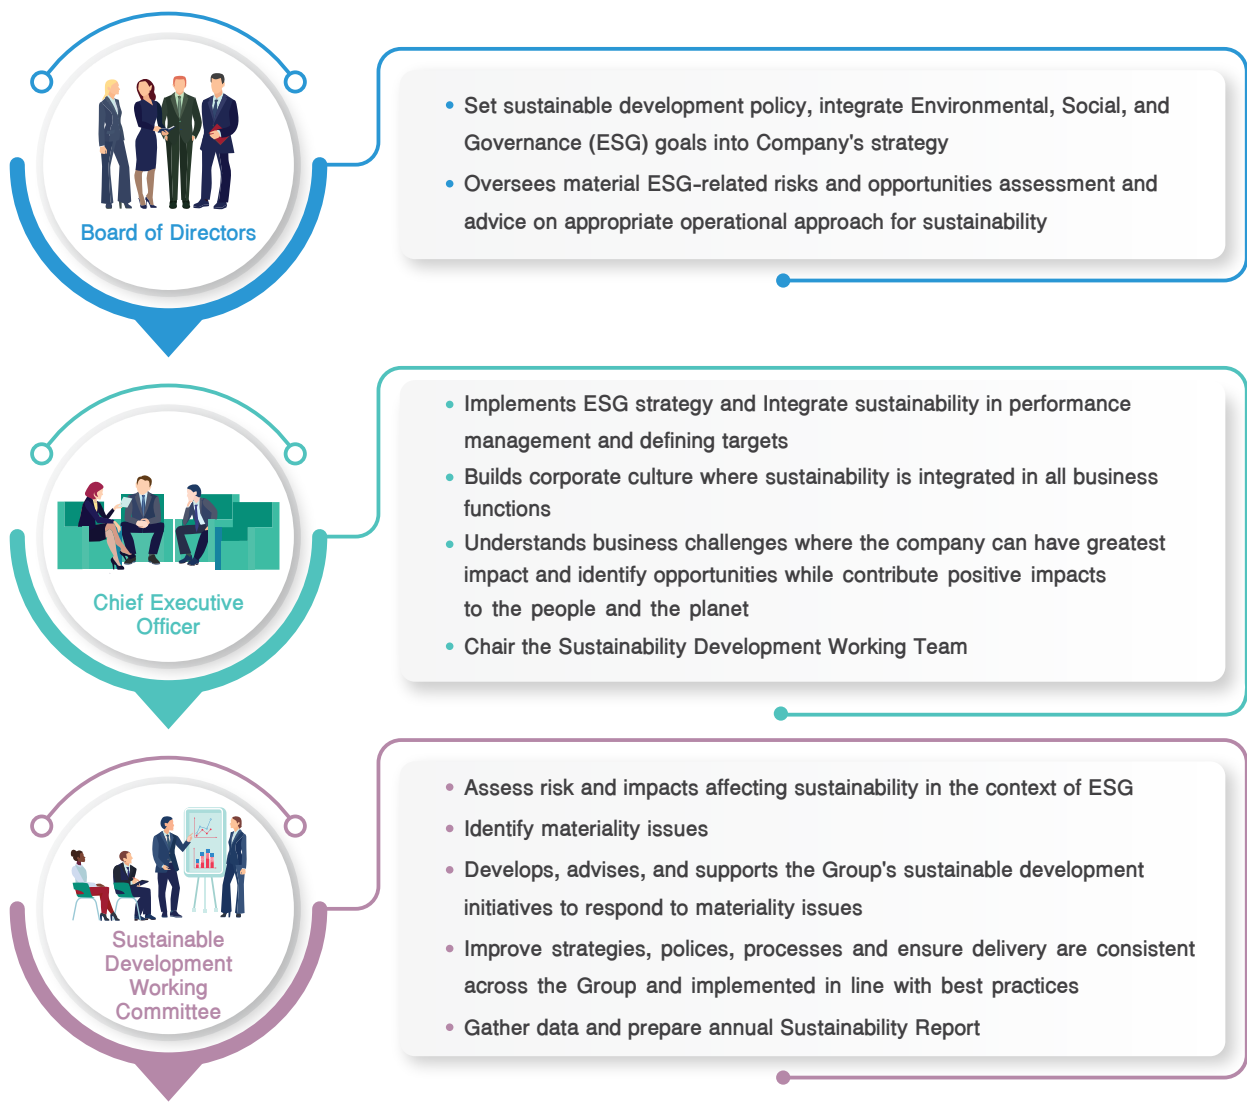 Board of Directors
• Set sustainable development policy, integrate Environmental, Social, and
Governance (ESG) goals into Company's strategy
• Oversees material ESG-related risks and opportunities assessment and
advice on appropriate operational approach for sustainability
Chief Executive
Officer
• Implements ESG strategy and Integrate sustainability in performance
management and defining targets
• Builds corporate culture where sustainability is integrated in all business
functions
• Understands business challenges where the company can have greatest
impact and identify opportunities while contribute positive impacts
to the people and the planet
• Chair the Sustainability Development Working Team
Sustainable
Development
Working
Committee
• Assess risk and impacts affecting sustainability in the context of ESG
• Identify materiality issues
• Develops, advises, and supports the Group's sustainable development
initiatives to respond to materiality issues
• Improve strategies, polices, processes and ensure delivery are consistent
across the Group and implemented in line with best practices
• Gather data and prepare annual Sustainability Report